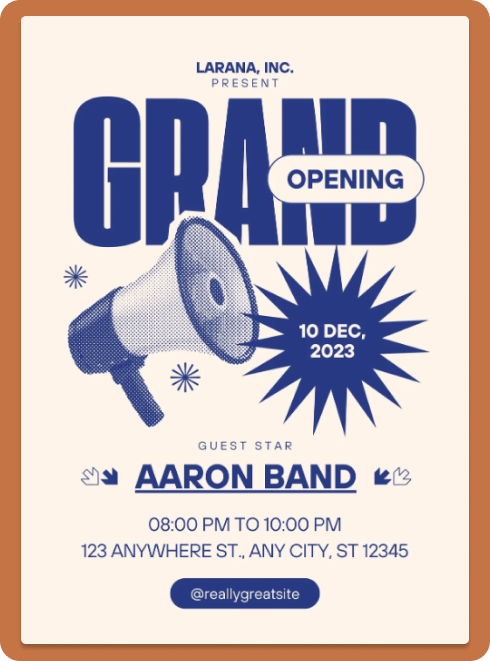 LARANA, INC.
PRESENT
GRAND
OPENING
10 DEC,
2023
GUEST STAR
AARON BAND
08:00 PM TO 10:00 PM
123 ANYWHERE ST., ANY CITY, ST 12345
@reallygreatsite